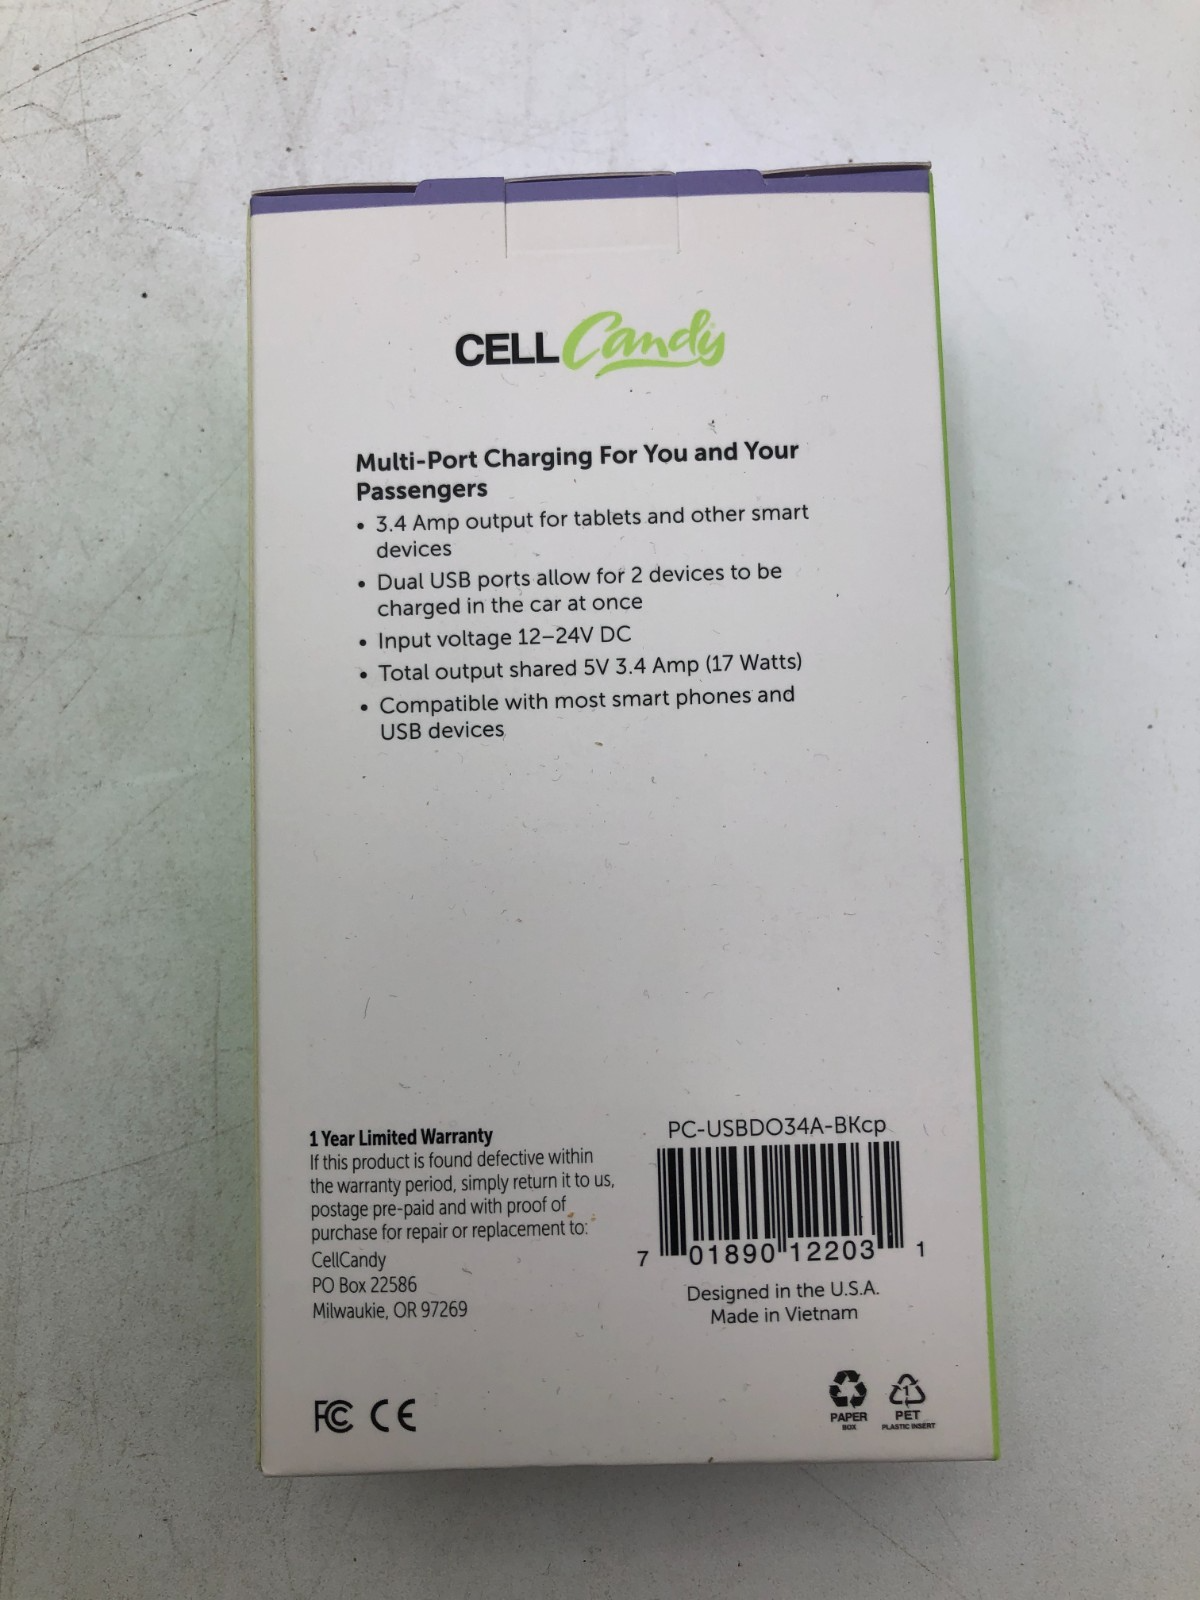 CELL Candy
Multi-Port Charging For You and Your
Passengers
• 3.4 Amp output for tablets and other smart
devices
• Dual USB ports allow for 2 devices to be
charged in the car at once
• Input voltage 12–24V DC
• Total output shared 5V 3.4 Amp (17 Watts)
• Compatible with most smart phones and
USB devices
1 Year Limited Warranty
If this product is found defective within
the warranty period, simply return it to us,
postage pre-paid and with proof of
purchase for repair or replacement to:
CellCandy
PO Box 22586
Milwaukie, OR 97269
PC-USBDO34A-BKcp
7 01890 12203 1
Designed in the U.S.A.
Made in Vietnam
FC CE
PAPER
BOX
1
PET
PLASTIC INSERT